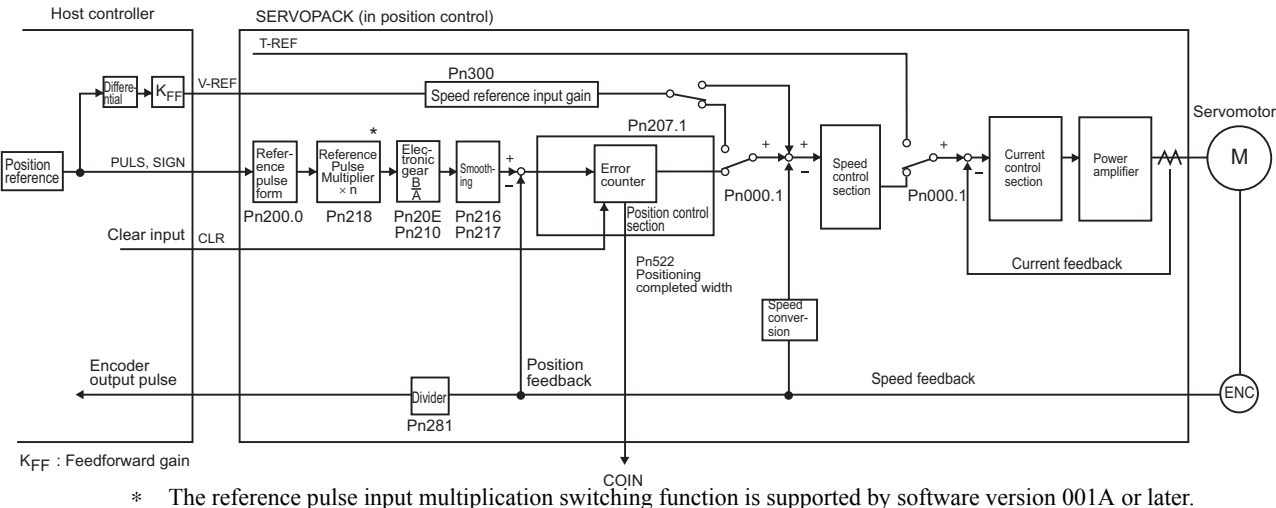 Host controller
SERVOPACK (in position control)
T-REF
Differe-
ntial
KFF
V-REF
Pn300
Speed reference input gain
Servomotor
Position
reference
PULS, SIGN
Refer-
ence
pulse
form
Pn200.0
*
Reference
Pulse
Multiplier
× n
Pn218
Elec-
tronic
gear
B
A
Pn20E
Pn210
Smooth-
ing
Pn216
Pn217
+
−
Pn207.1
Error
counter
Position control
section
+
Pn000.1
+
−
Speed
control
section
+
Pn000.1
−
Current
control
section
Power
amplifier
M
Clear input
CLR
Pn522
Positioning
completed width
Current feedback
Speed
conver-
sion
Encoder
output pulse
Divider
Pn281
Position
feedback
Speed feedback
ENC
KFF : Feedforward gain
COIN
* The reference pulse input multiplication switching function is supported by software version 001A or later.